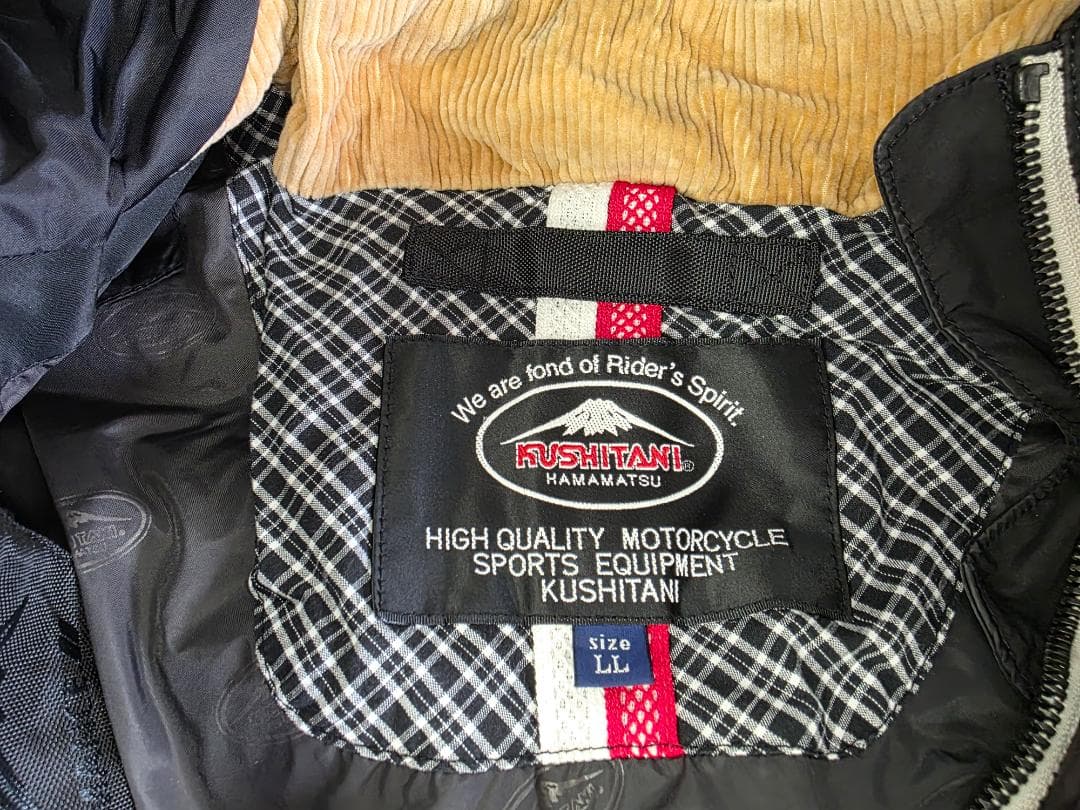 We are fond of Rider's Spirit.
KUSHITANI®
HAMAMATSU
HIGH QUALITY MOTORCYCLE
SPORTS EQUIPMENT
KUSHITANI
size
LL